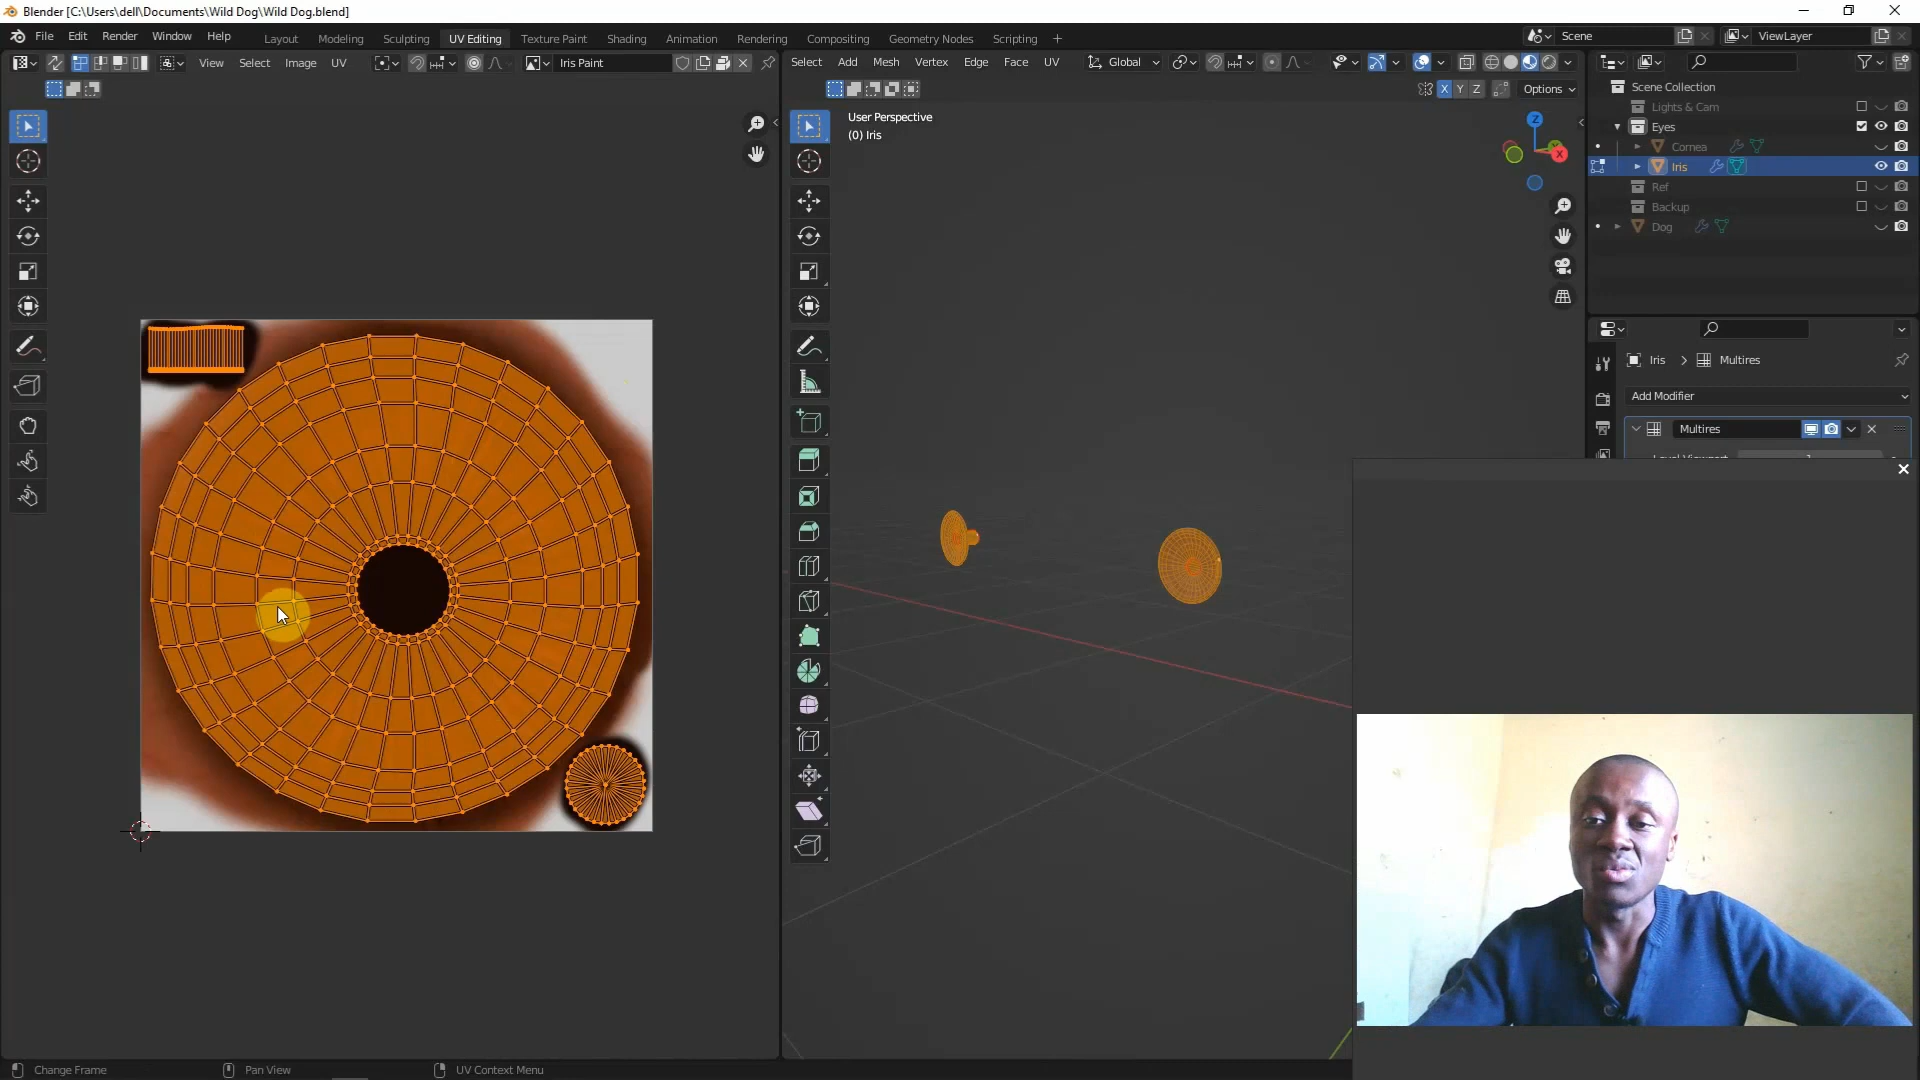 Blender [C:\Users\dell\Documents\Wild Dog\Wild Dog.blend]
File Edit Render Window Help Layout Modeling Sculpting UV Editing Texture Paint Shading Animation Rendering Compositing Geometry Nodes Scripting Scene ViewLayer
View Select Image UV Iris Paint
Select Add Mesh Vertex Edge Face UV Global
X Y Z Options
User Perspective
(0) Iris
Z
X
Scene Collection
Lights & Cam
Eyes
Cornea
Iris
Ref
Backup
Dog
Iris Multires
Add Modifier
Multires
Change Frame Pan View UV Context Menu